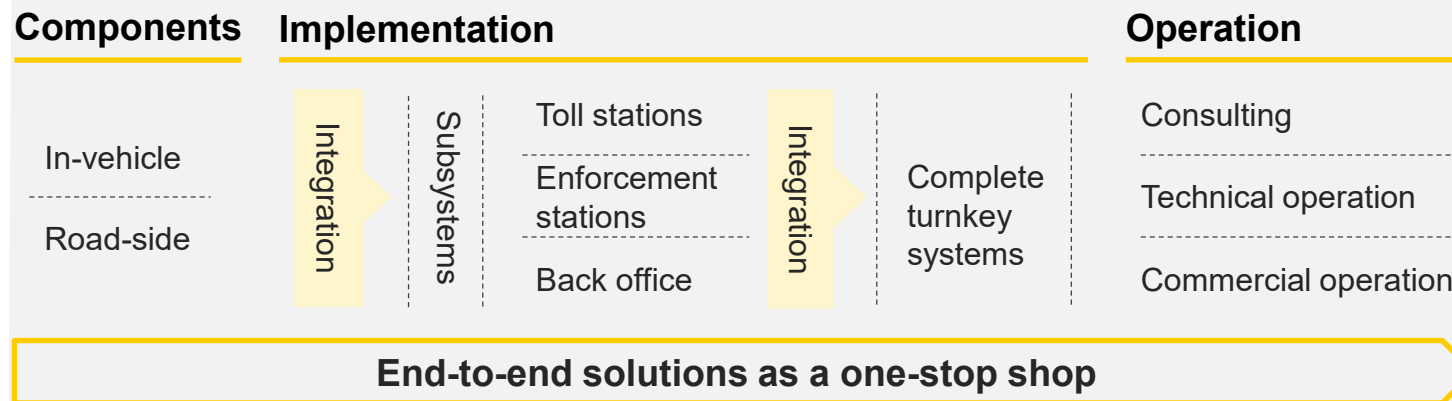 Components
Implementation
Operation
In-vehicle
Road-side
Integration
Subsystems
Toll stations
Enforcement
stations
Back office
Integration
Complete
turnkey
systems
Consulting
Technical operation
Commercial operation
End-to-end solutions as a one-stop shop